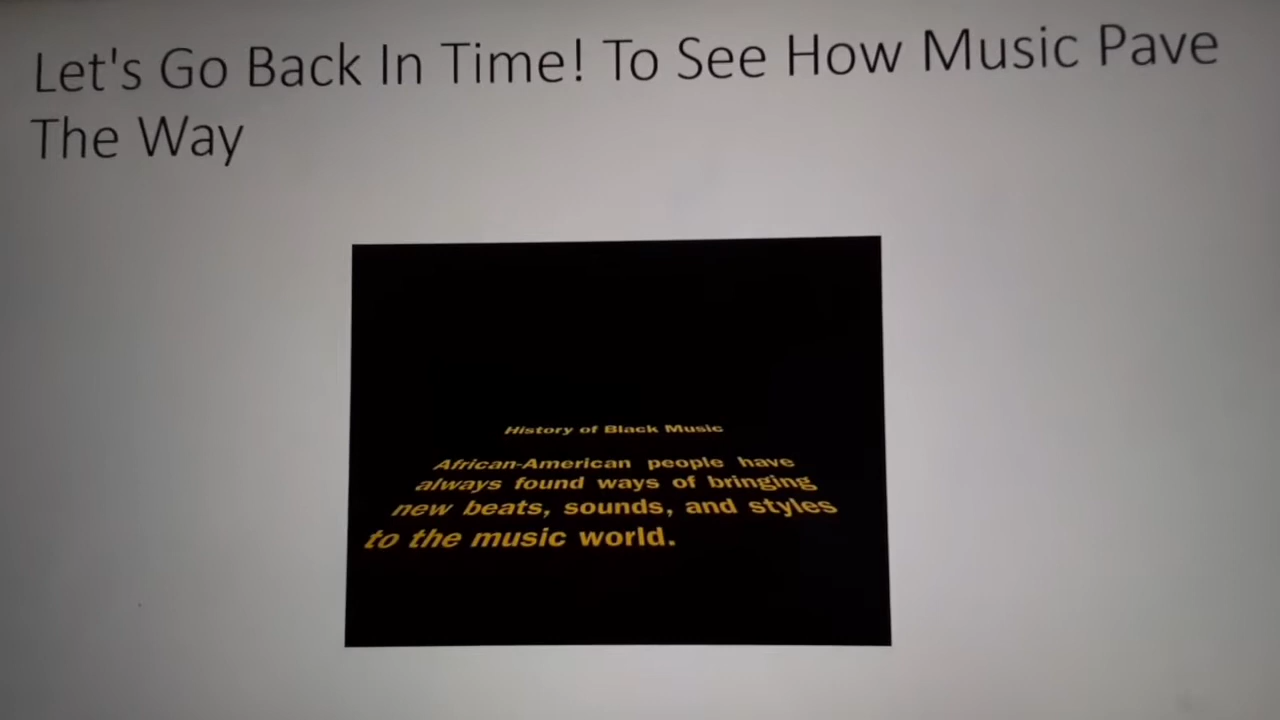 Let's Go Back In Time! To See How Music Pave
The Way
History of Black Music
African-American people have
always found ways of bringing
new beats, sounds, and styles
to the music world.